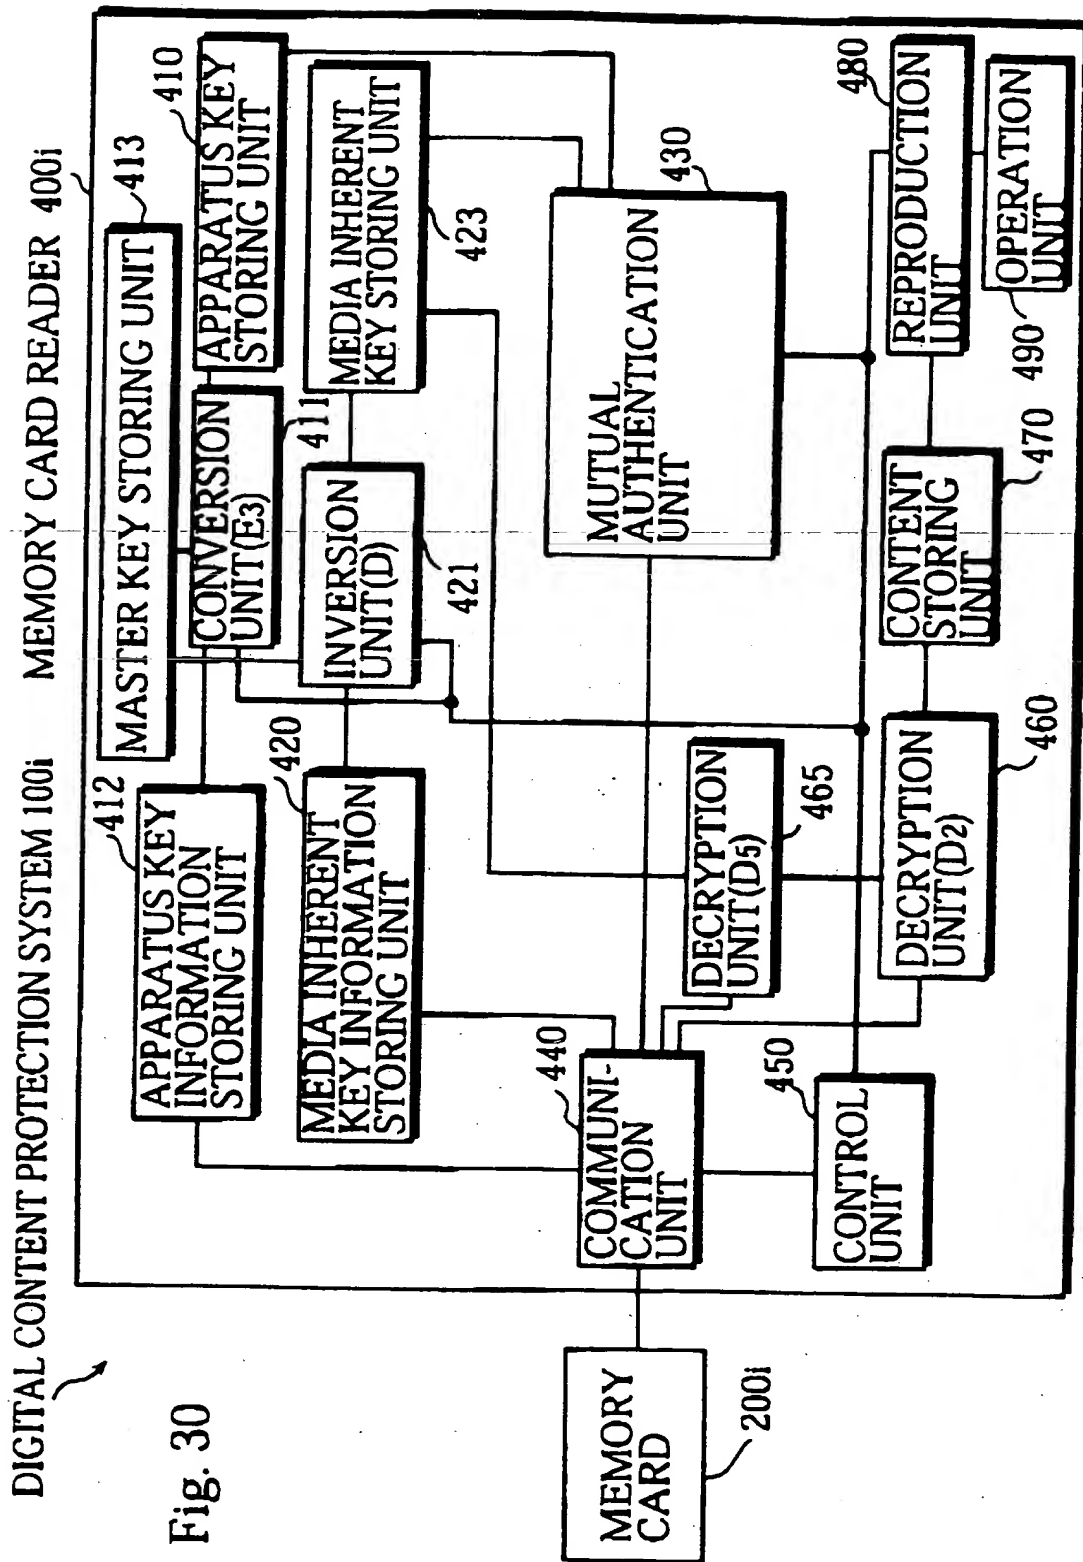 DIGITAL CONTENT PROTECTION SYSTEM 100i
MEMORY CARD READER 400i
Fig. 30
MASTER KEY STORING UNIT
413
412
APPARATUS KEY
INFORMATION
STORING UNIT
CONVERSION
UNIT(E3)
411
410
APPARATUS KEY
STORING UNIT
420
MEDIA INHERENT
KEY INFORMATION
STORING UNIT
INVERSION
UNIT(D)
421
MEDIA INHERENT
KEY STORING UNIT
423
MEMORY
CARD
200i
440
COMMUNI-
CATION
UNIT
MUTUAL
AUTHENTICATION
UNIT
430
DECRYPTION
UNIT(D5)
465
450
CONTROL
UNIT
DECRYPTION
UNIT(D2)
460
CONTENT
STORING
UNIT
470
480
REPRODUCTION
UNIT
490
OPERATION
UNIT